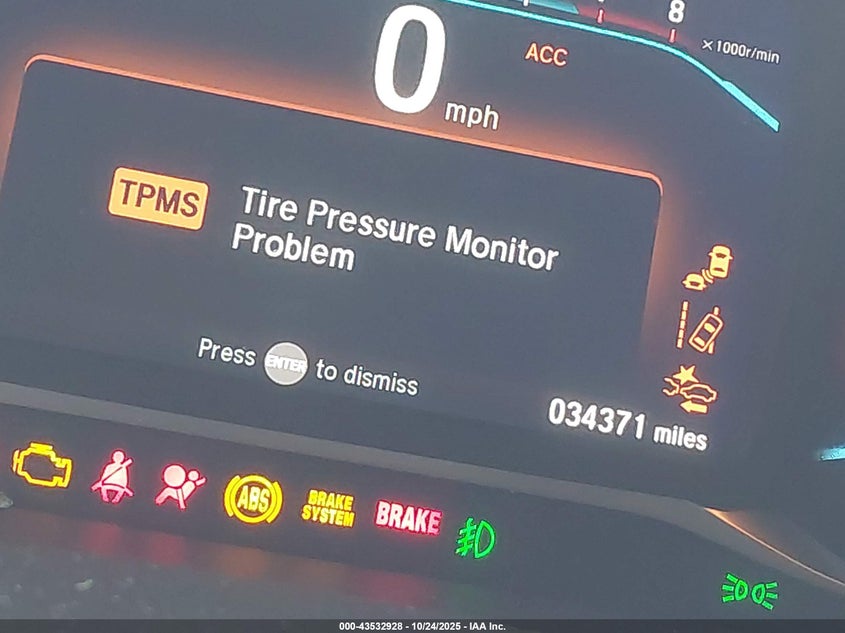 8
x1000r/min
ACC
0 mph
TPMS
Tire Pressure Monitor
Problem
Press ENTER to dismiss
034371 miles
ABS
BRAKE
SYSTEM
BRAKE
000-43532928 - 10/24/2025 - IAA Inc.